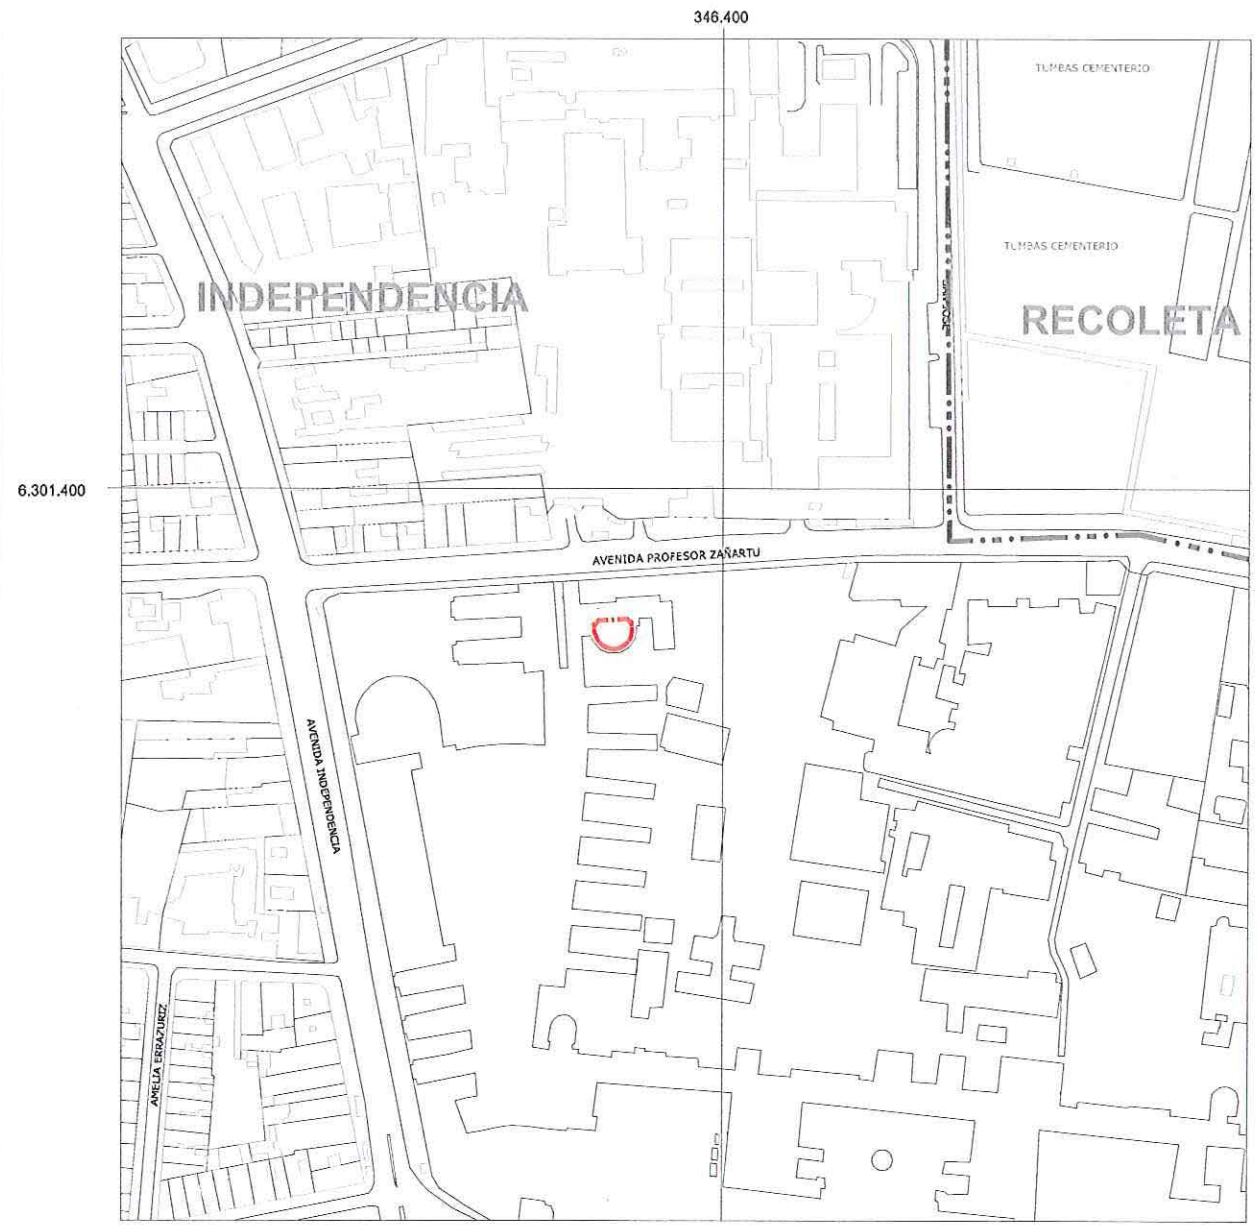 346.400
TUMBAS CEMENTERIO
TUMBAS CEMENTERIO
INDEPENDENCIA
RECOLETA
6.301.400
AVENIDA PROFESOR ZAÑARTU
AVENIDA INDEPENDENCIA
AMELIA ERRAZURIZ